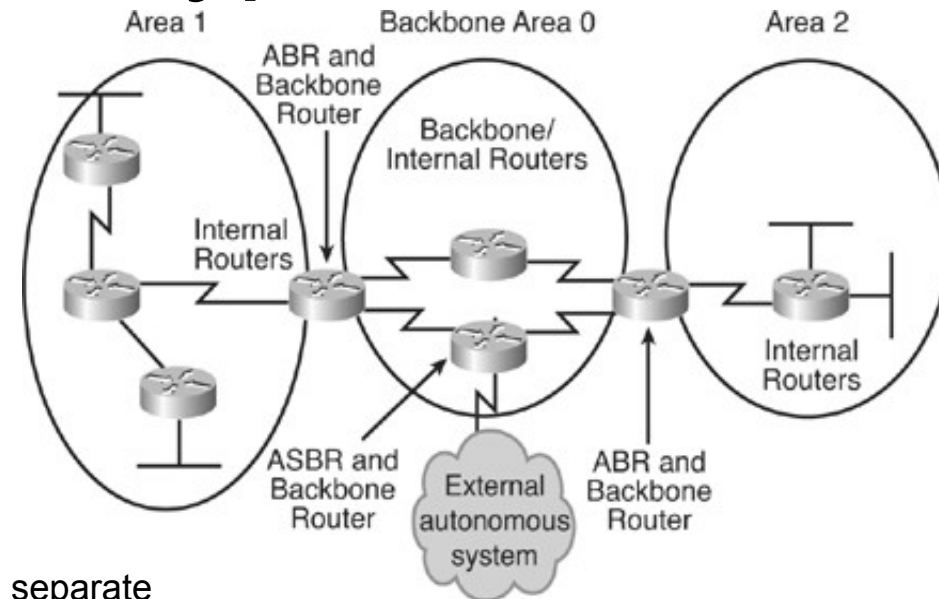 Area 1
Backbone Area 0
Area 2
ABR and
Backbone
Router
Backbone/
Internal Routers
Internal
Routers
Internal
Routers
ASBR and
Backbone
Router
External
autonomous
system
ABR and
Backbone
Router
separate